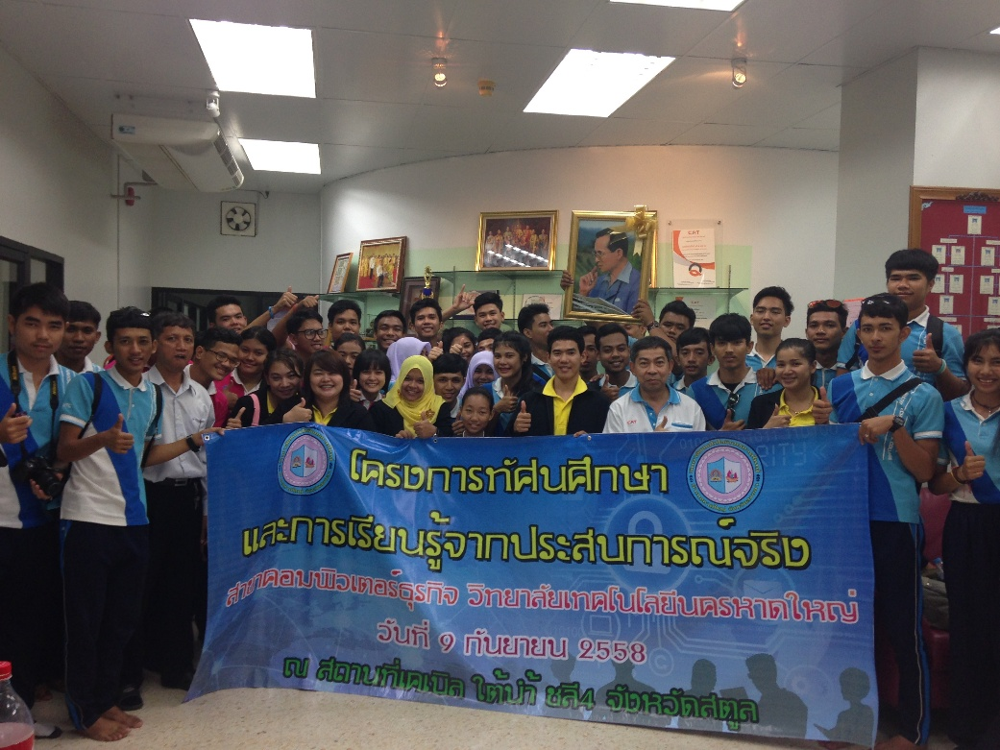 CAT
โครงการทัศนศึกษา
และการเรียนรู้จากประสบการณ์จริง
สาขาคอมพิวเตอร์ธุรกิจ วิทยาลัยเทคโนโลยีนครหาดใหญ่
วันที่ 9 กันยายน 2558
ณ สถานที่เคเบิล ใต้น้ำ ชลี4 จังหวัดสตูล